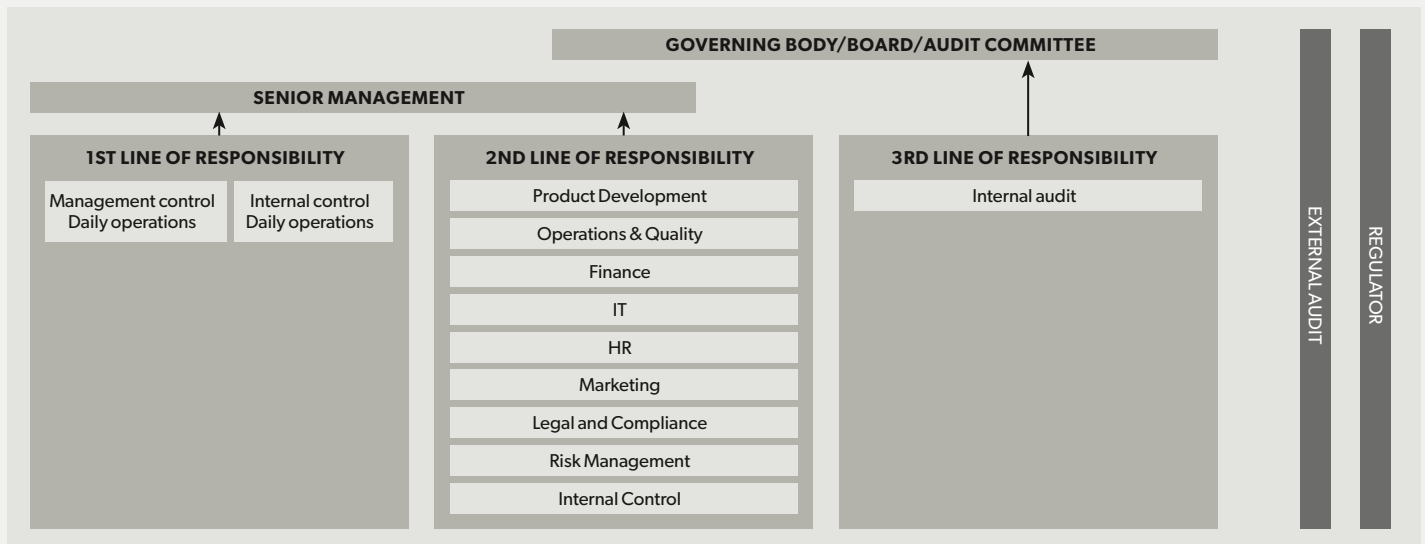 GOVERNING BODY/BOARD/AUDIT COMMITTEE
SENIOR MANAGEMENT
1ST LINE OF RESPONSIBILITY
Management control
Daily operations
Internal control
Daily operations
2ND LINE OF RESPONSIBILITY
Product Development
Operations & Quality
Finance
IT
HR
Marketing
Legal and Compliance
Risk Management
Internal Control
3RD LINE OF RESPONSIBILITY
Internal audit
EXTERNAL AUDIT
REGULATOR